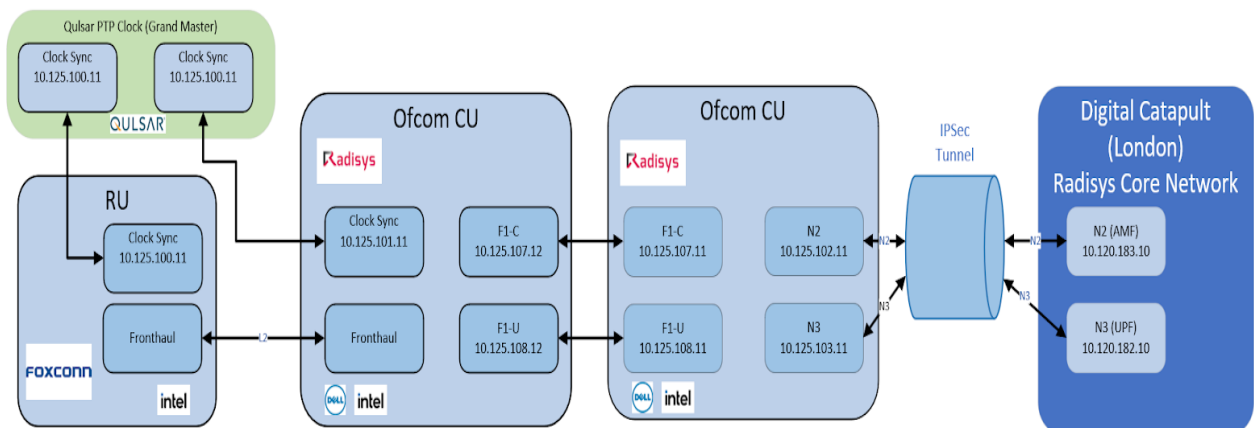 Qulsar PTP Clock (Grand Master)
Clock Sync
10.125.100.11
Clock Sync
10.125.100.11
QULSAR
RU
Clock Sync
10.125.100.11
Fronthaul
FOXCONN
intel
L2
Ofcom CU
Radisys
Clock Sync
10.125.101.11
F1-C
10.125.107.12
Fronthaul
F1-U
10.125.108.12
DELL
intel
Ofcom CU
Radisys
F1-C
10.125.107.11
N2
10.125.102.11
F1-U
10.125.108.11
N3
10.125.103.11
DELL
intel
N2
N3
IPSec
Tunnel
N2
N3
Digital Catapult
(London)
Radisys Core Network
N2 (AMF)
10.120.183.10
N3 (UPF)
10.120.182.10